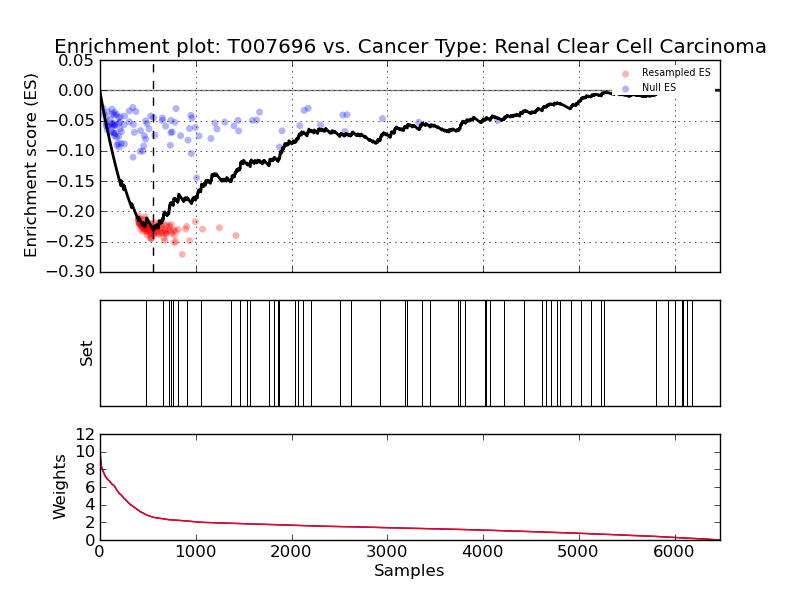 Enrichment plot: T007696 vs. Cancer Type: Renal Clear Cell Carcinoma
Enrichment score (ES)
0.05
0.00
−0.05
−0.10
−0.15
−0.20
−0.25
−0.30
Resampled ES
Null ES
Set
Weights
12
10
8
6
4
2
0
0 1000 2000 3000 4000 5000 6000
Samples